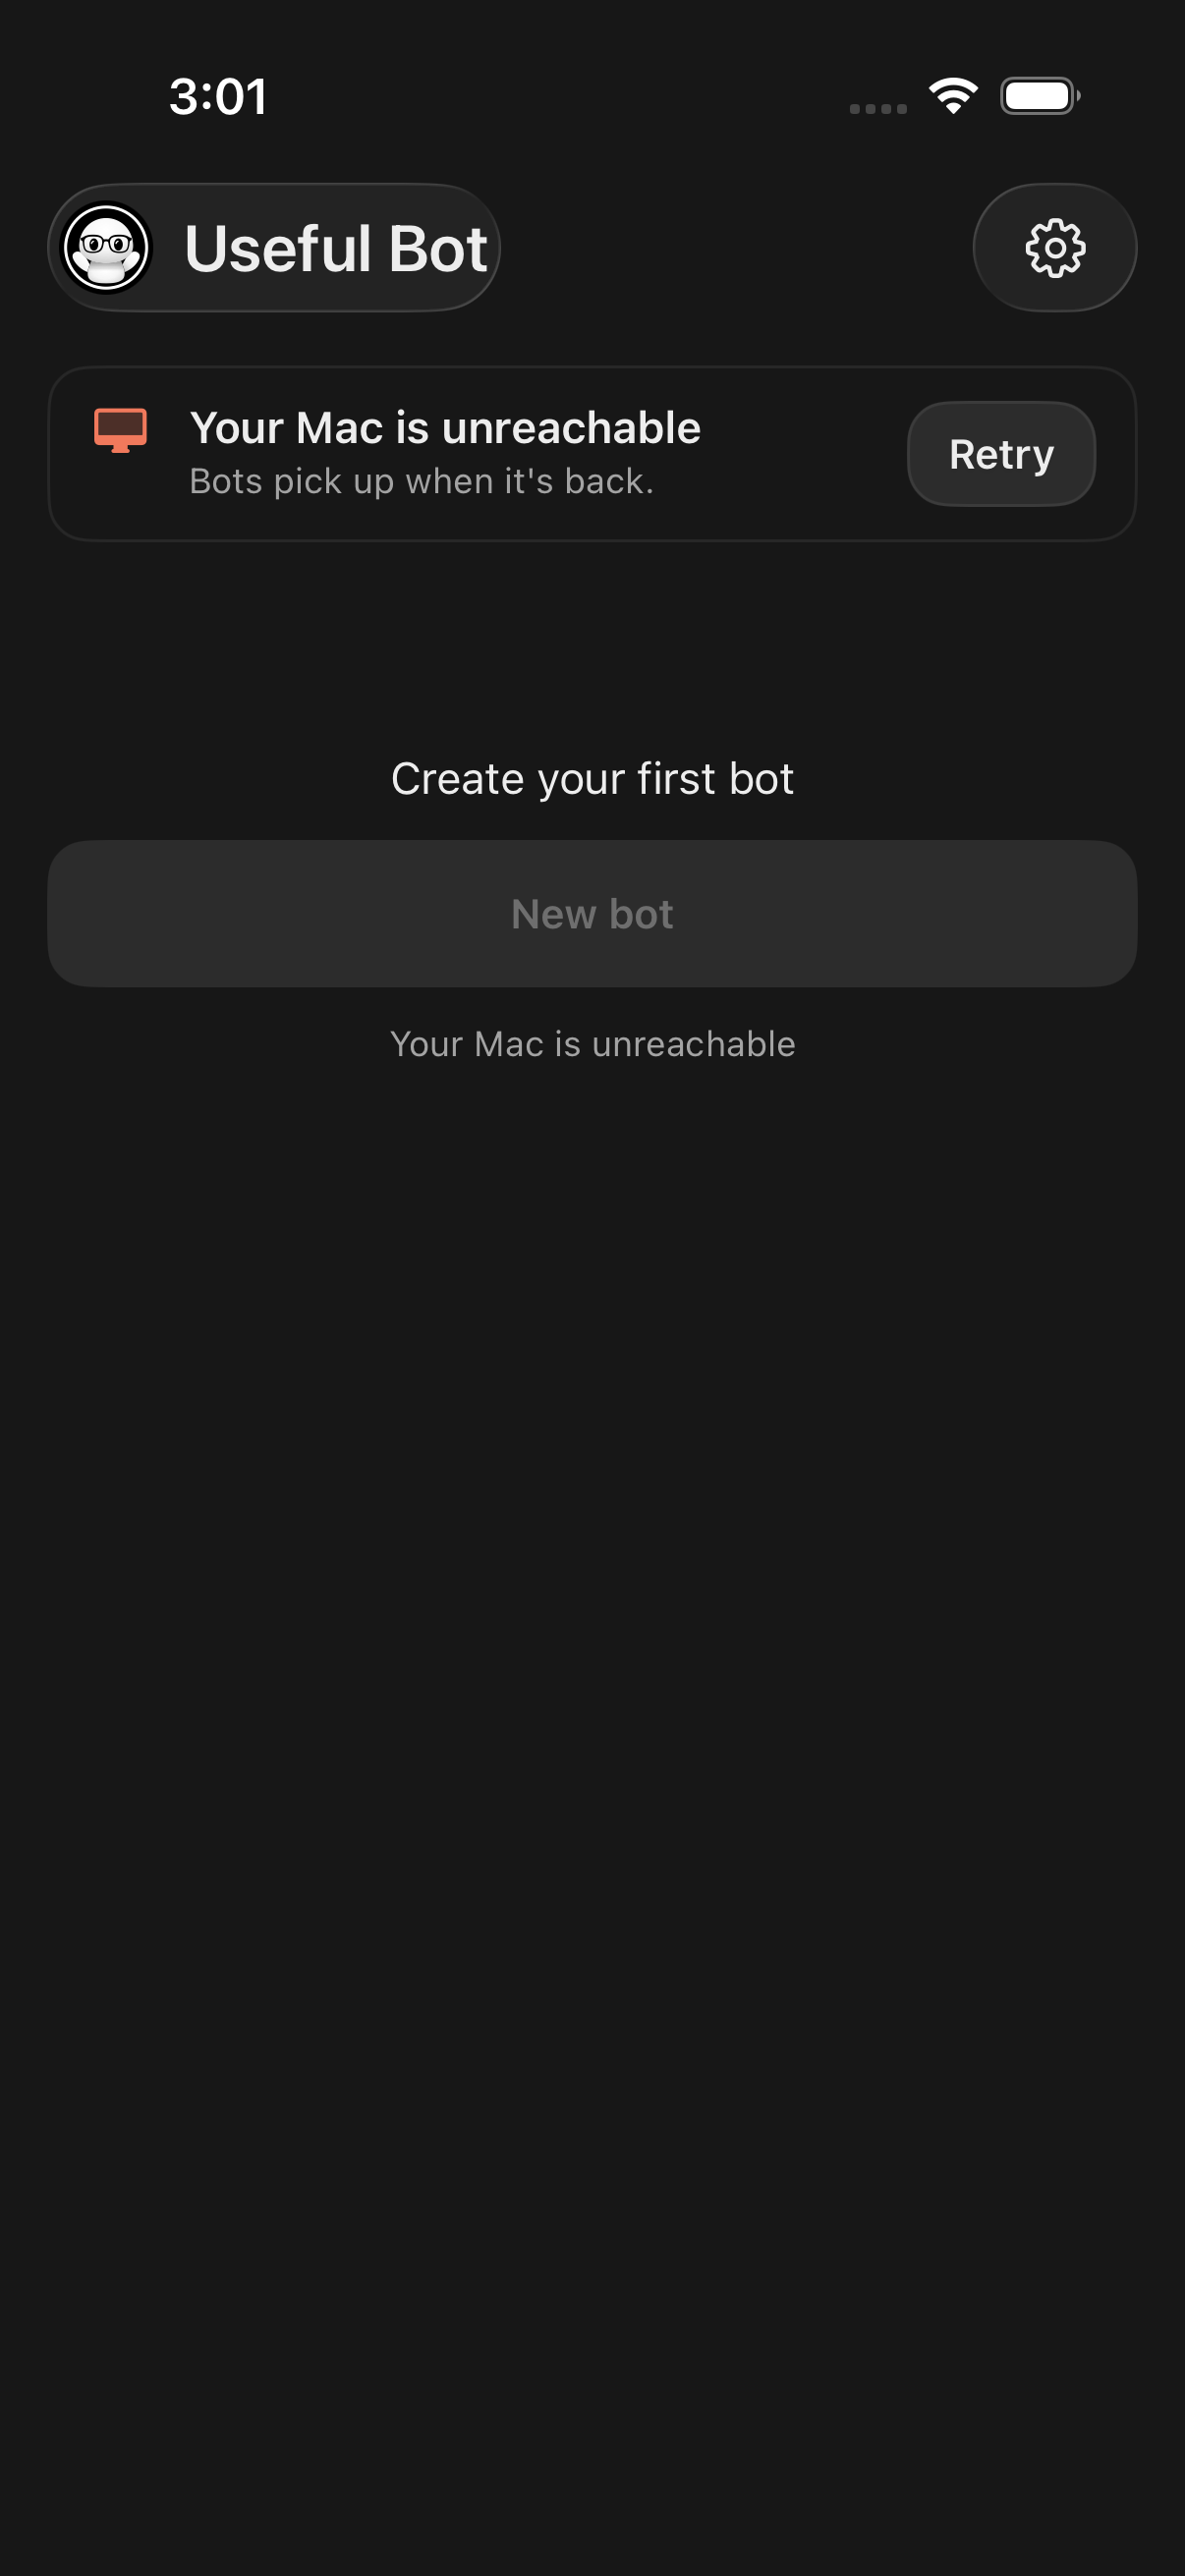 3:01
Useful Bot
Your Mac is unreachable
Bots pick up when it's back.
Retry
Create your first bot
New bot
Your Mac is unreachable